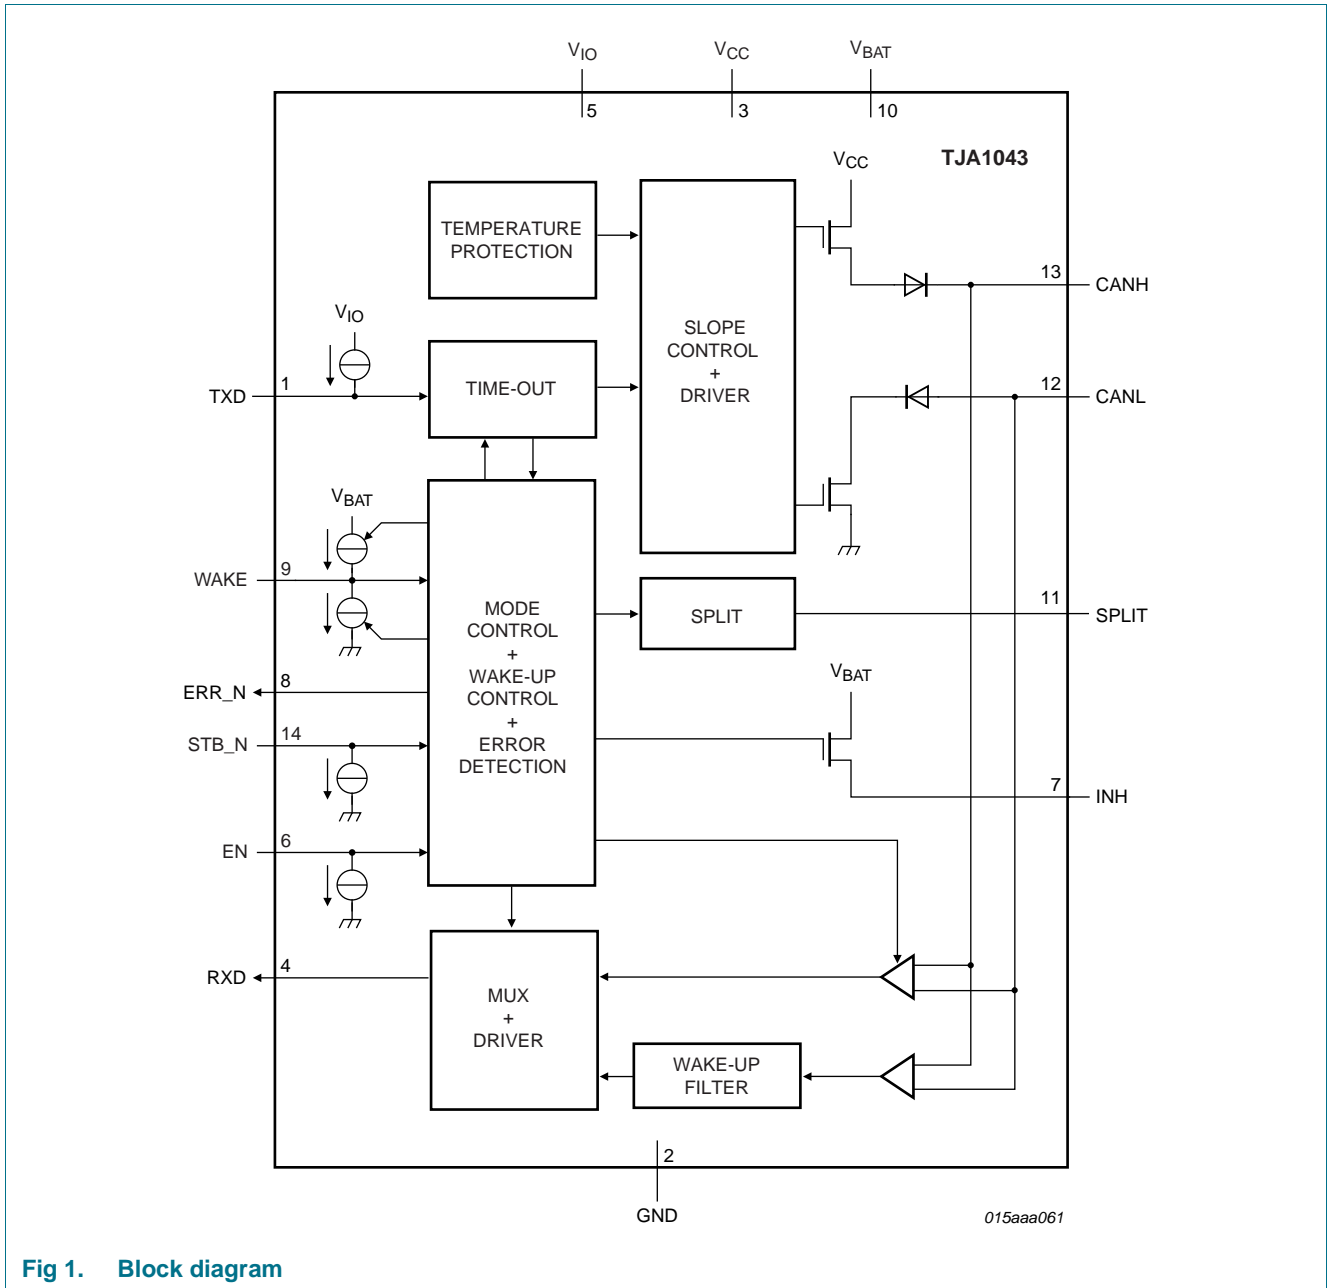 VIO
VCC
VBAT
5
3
10
TJA1043
VCC
TEMPERATURE
PROTECTION
13
CANH
VIO
SLOPE
CONTROL
+
DRIVER
TXD
1
TIME-OUT
12
CANL
VBAT
WAKE
9
MODE
CONTROL
+
WAKE-UP
CONTROL
+
ERROR
DETECTION
SPLIT
11
SPLIT
ERR_N
8
VBAT
STB_N
14
7
INH
EN
6
RXD
4
MUX
+
DRIVER
WAKE-UP
FILTER
2
GND
015aaa061
Fig 1. Block diagram